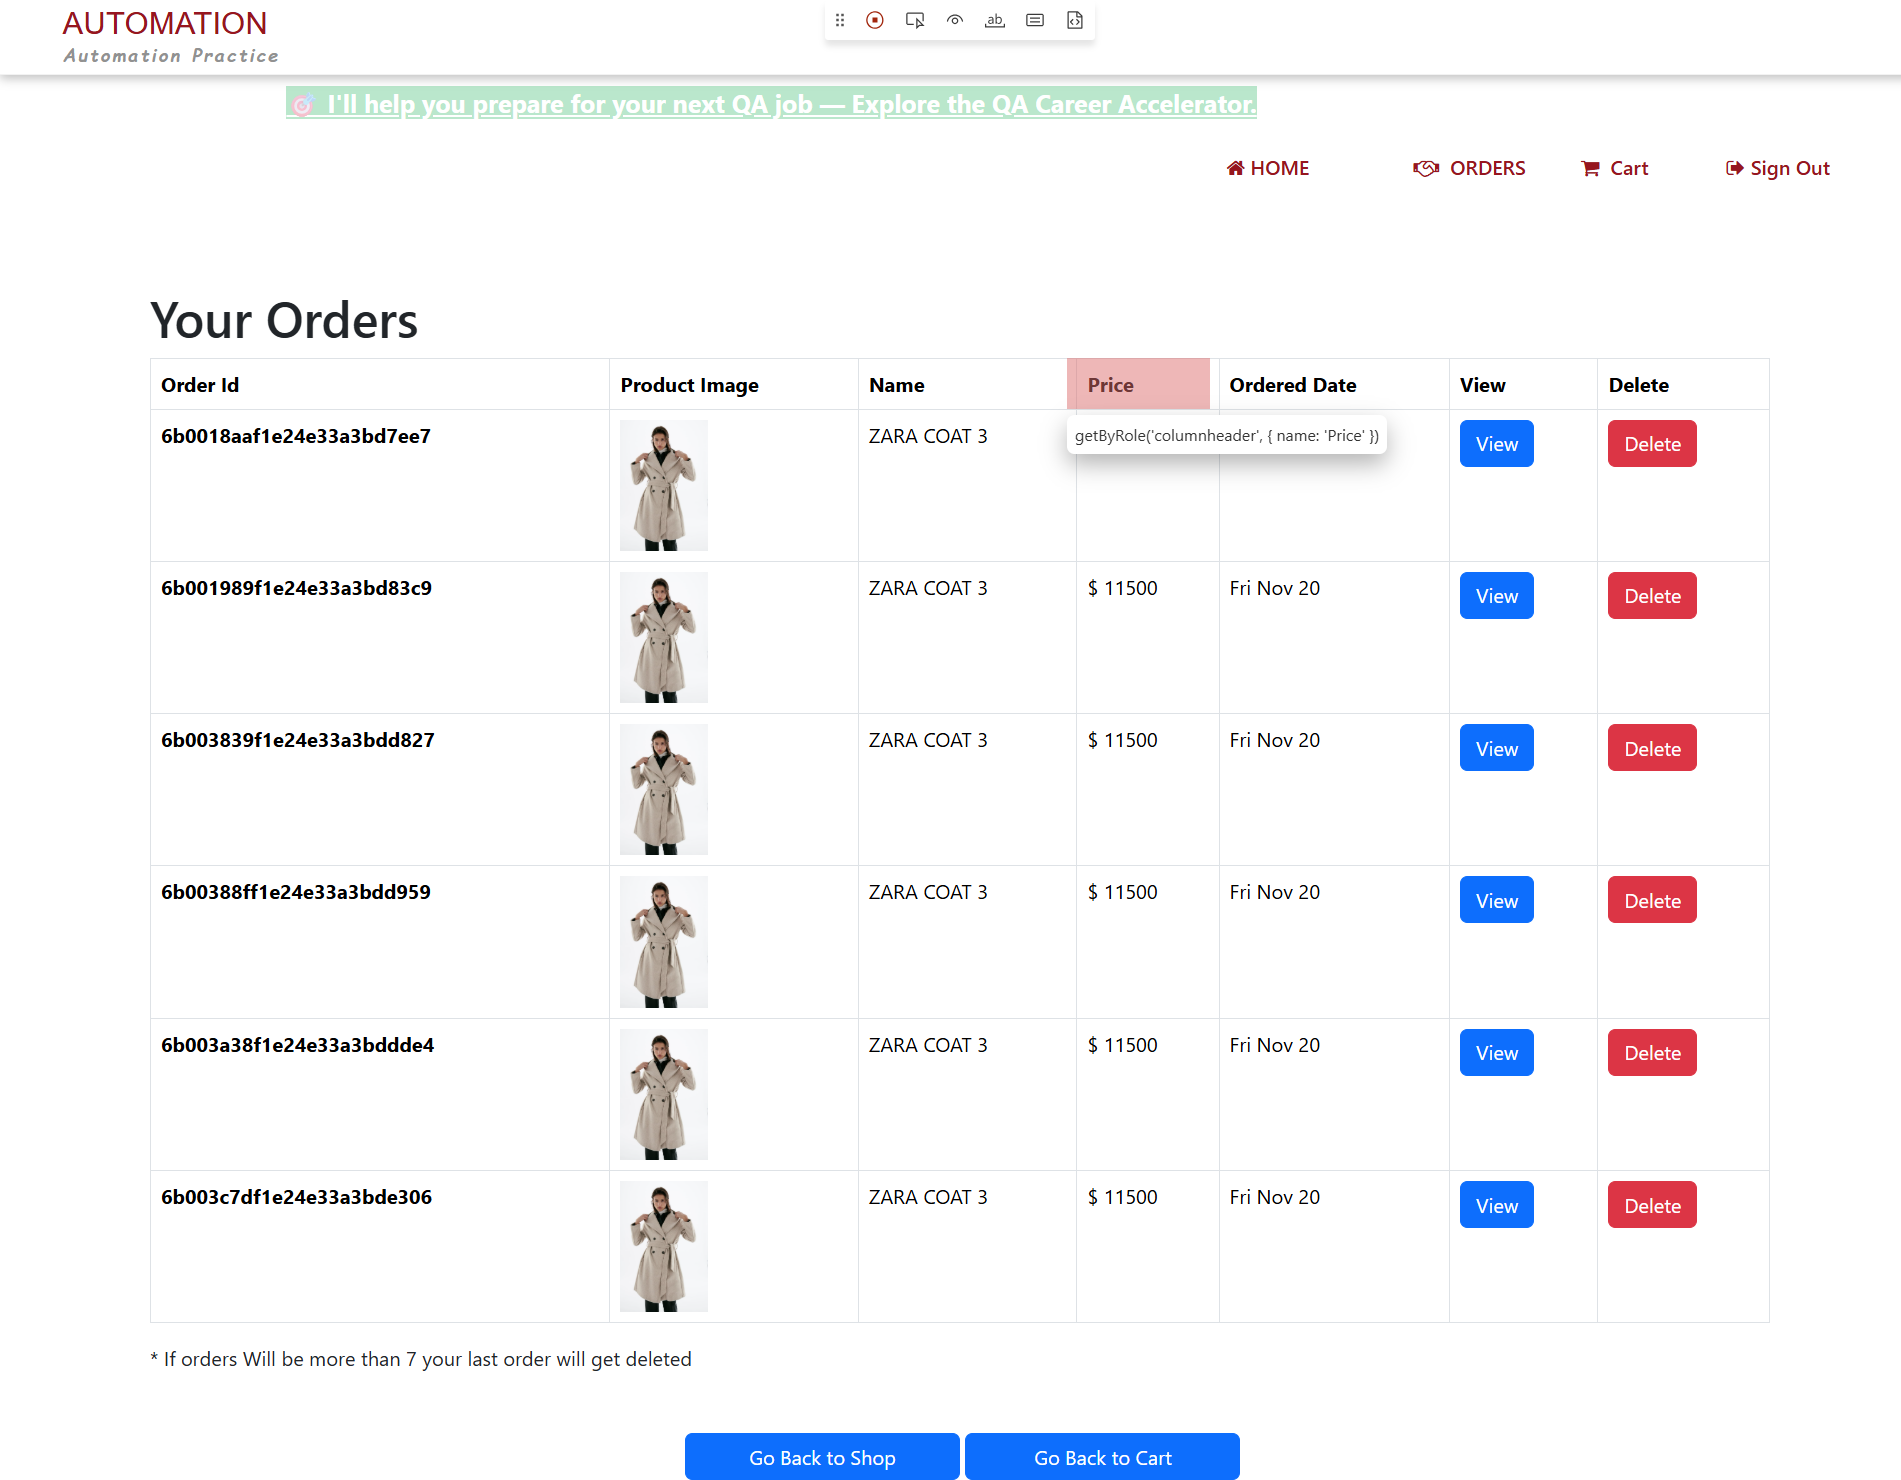 AUTOMATION
Automation Practice
ab
🎯 I'll help you prepare for your next QA job — Explore the QA Career Accelerator.
HOME ORDERS Cart Sign Out
Your Orders
Order Id Product Image Name Price Ordered Date View Delete
6b0018aaf1e24e33a3bd7ee7 ZARA COAT 3 getByRole('columnheader', { name: 'Price' }) View Delete
6b001989f1e24e33a3bd83c9 ZARA COAT 3 $ 11500 Fri Nov 20 View Delete
6b003839f1e24e33a3bdd827 ZARA COAT 3 $ 11500 Fri Nov 20 View Delete
6b00388ff1e24e33a3bdd959 ZARA COAT 3 $ 11500 Fri Nov 20 View Delete
6b003a38f1e24e33a3bddde4 ZARA COAT 3 $ 11500 Fri Nov 20 View Delete
6b003c7df1e24e33a3bde306 ZARA COAT 3 $ 11500 Fri Nov 20 View Delete
* If orders Will be more than 7 your last order will get deleted
Go Back to Shop Go Back to Cart